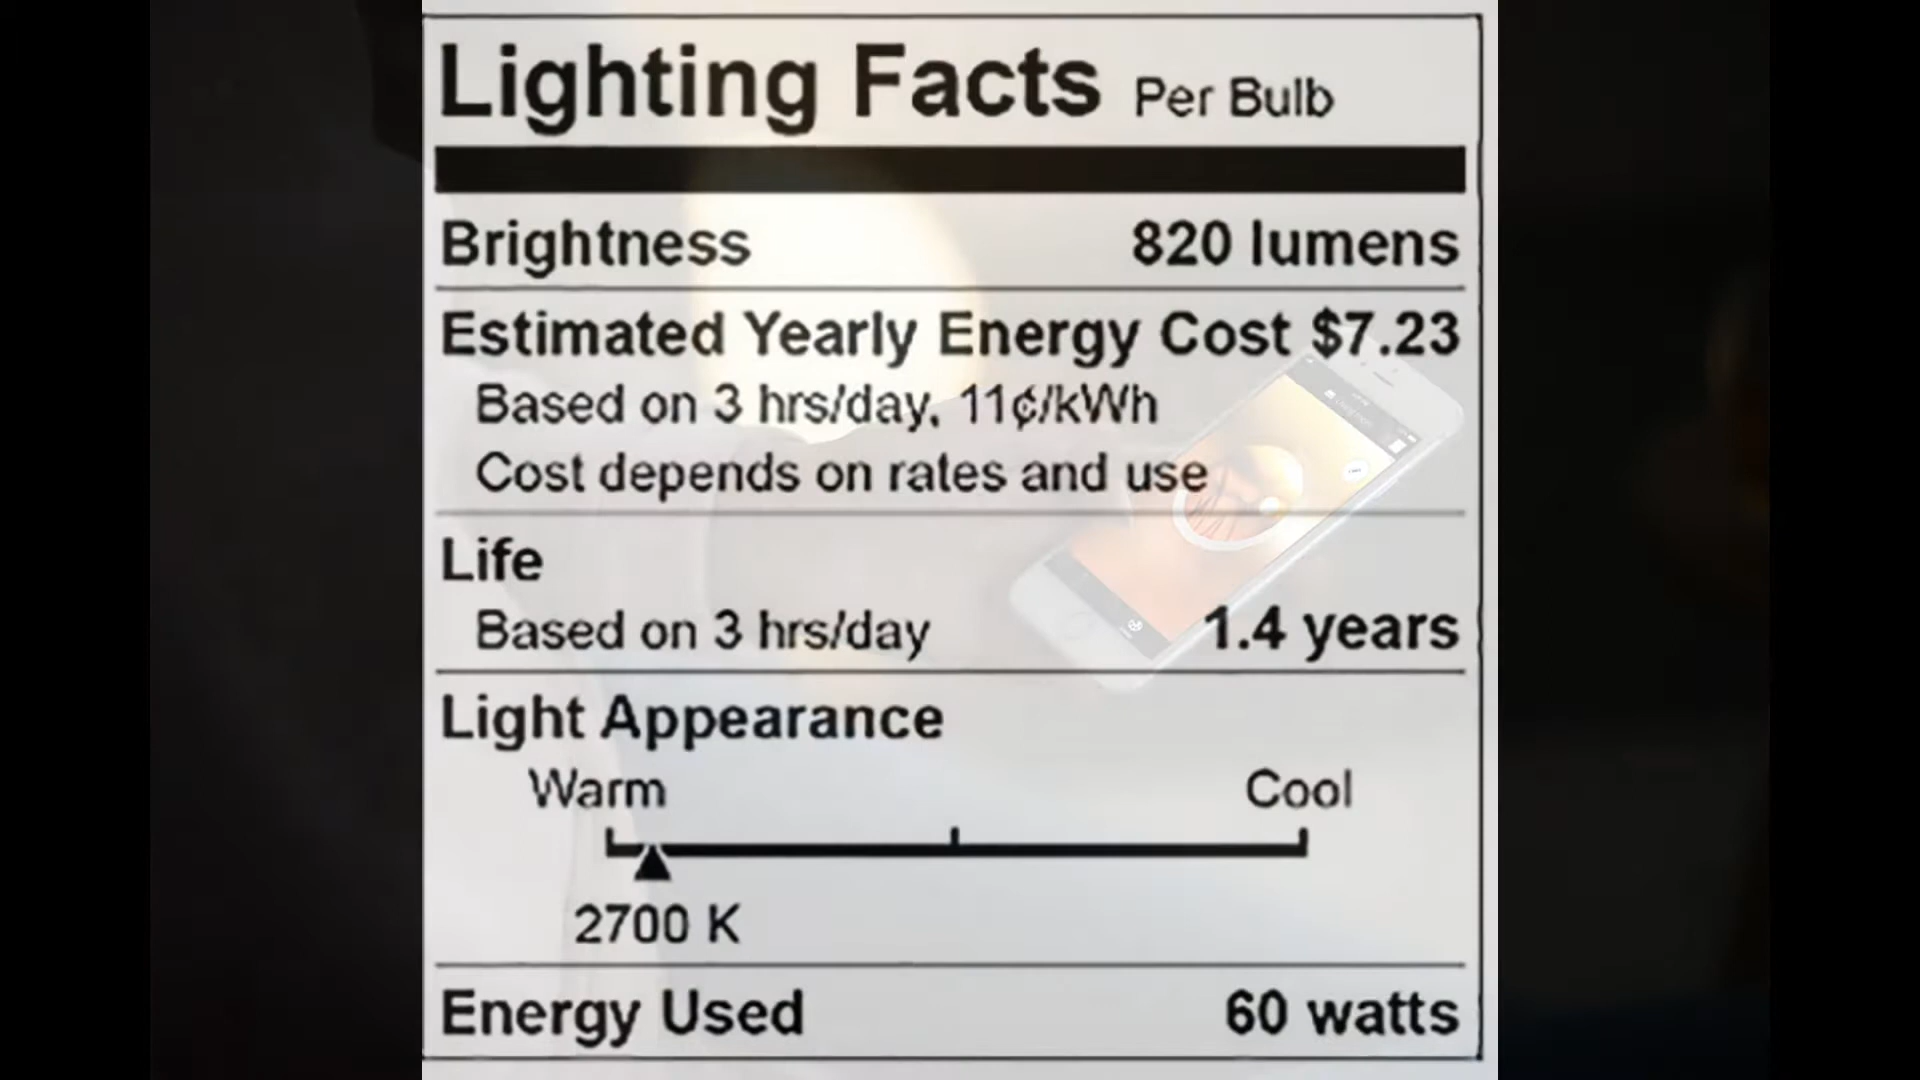 Lighting Facts Per Bulb
Brightness 820 lumens
Estimated Yearly Energy Cost $7.23
Based on 3 hrs/day, 11¢/kWh
Cost depends on rates and use
Life
Based on 3 hrs/day 1.4 years
Light Appearance
Warm Cool
2700 K
Energy Used 60 watts